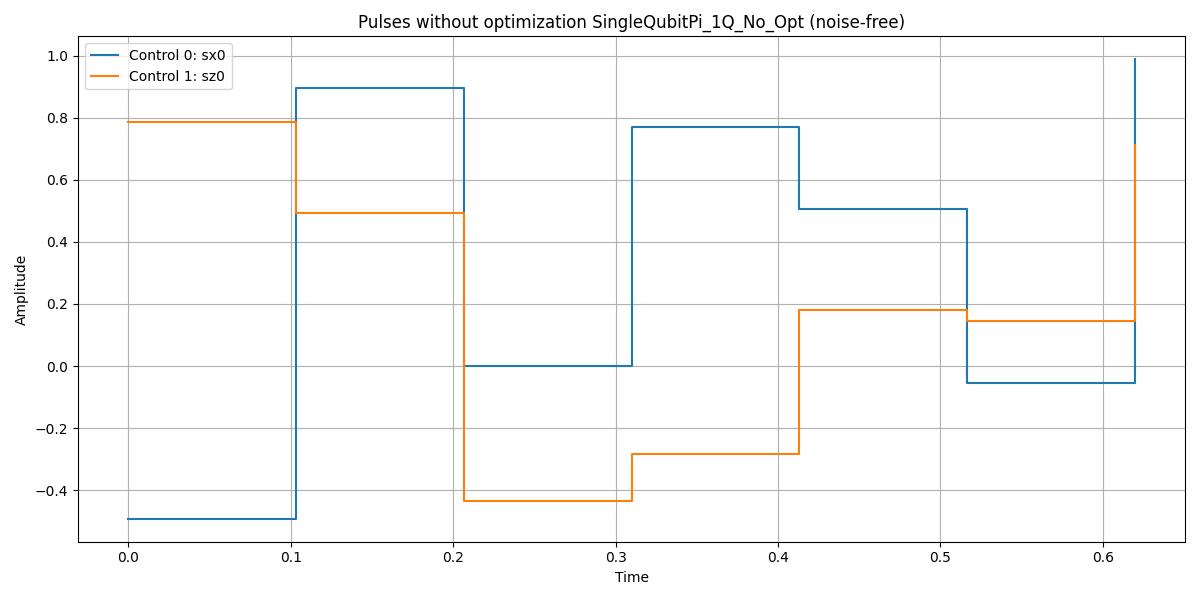 Pulses without optimization SingleQubitPi_1Q_No_Opt (noise-free)
Control 0: sx0
Control 1: sz0
Amplitude
1.0
0.8
0.6
0.4
0.2
0.0
−0.2
−0.4
0.0 0.1 0.2 0.3 0.4 0.5 0.6
Time